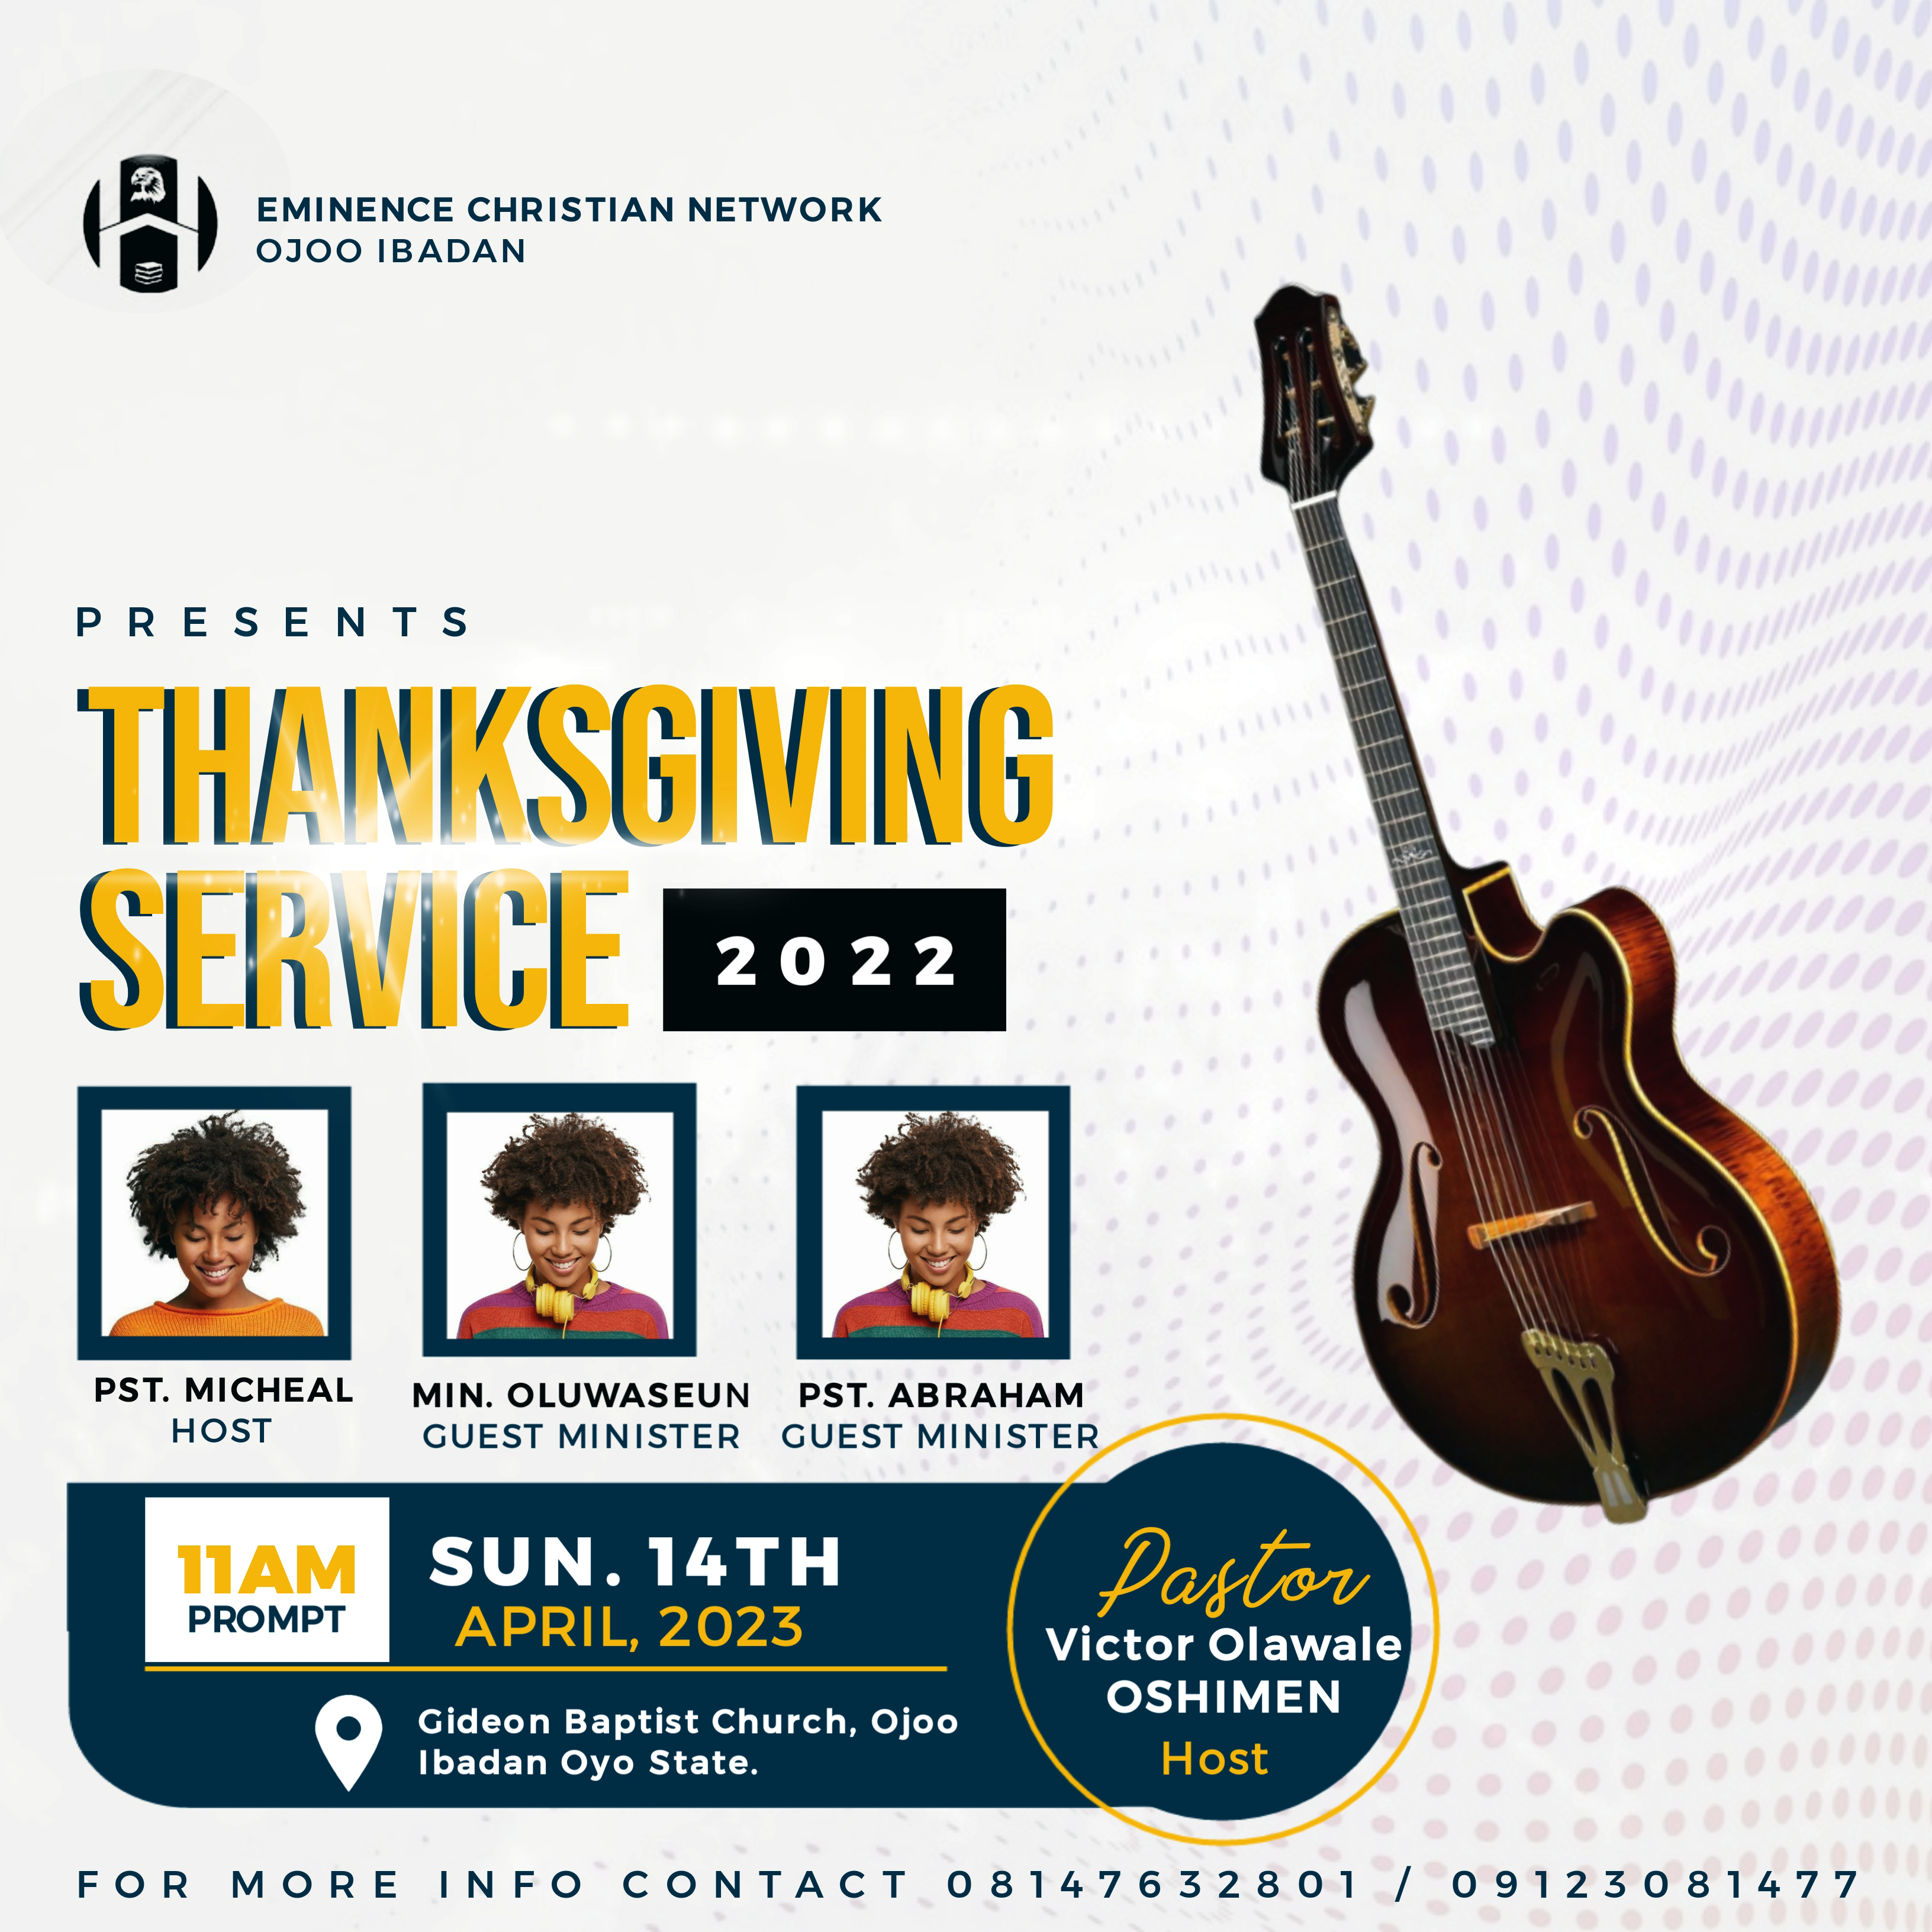 EMINENCE CHRISTIAN NETWORK
OJOO IBADAN
PRESENTS
THANKSGIVING
SERVICE
2022
PST. MICHEAL
HOST
MIN. OLUWASEUN
GUEST MINISTER
PST. ABRAHAM
GUEST MINISTER
11AM
PROMPT
SUN. 14TH
APRIL, 2023
Gideon Baptist Church, Ojoo
Ibadan Oyo State.
Pastor
Victor Olawale
OSHIMEN
Host
FOR MORE INFO CONTACT 08147632801 / 09123081477